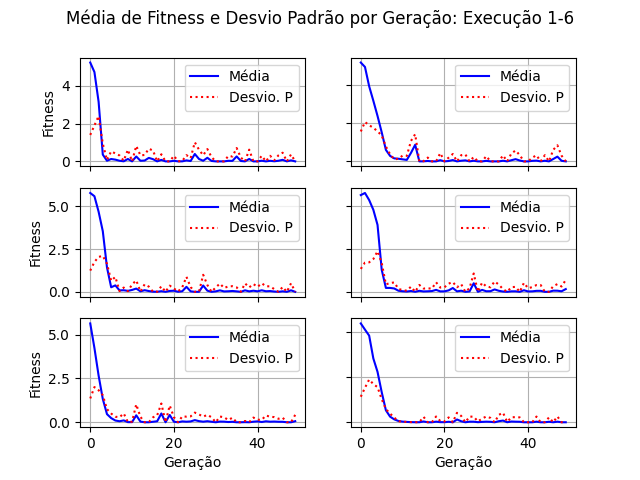 Média de Fitness e Desvio Padrão por Geração: Execução 1-6
Fitness
4
2
0
Média
Desvio. P
Média
Desvio. P
Fitness
5.0
2.5
0.0
Média
Desvio. P
Média
Desvio. P
Fitness
5.0
2.5
0.0
Média
Desvio. P
0 20 40
Geração
Média
Desvio. P
0 20 40
Geração